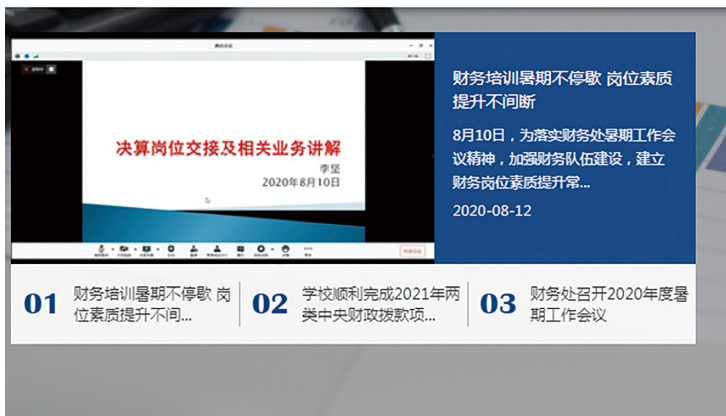 腾讯会议
决算岗位交接及相关业务讲解
李坚
2020年8月10日
财务培训暑期不停歇 岗位素质
提升不间断
8月10日，为落实财务处暑期工作会
议精神，加强财务队伍建设，建立
财务岗位素质提升常...
2020-08-12
01 财务培训暑期不停歇 岗
位素质提升不间...
02 学校顺利完成2021年两
类中央财政拨款项...
03 财务处召开2020年度暑
期工作会议